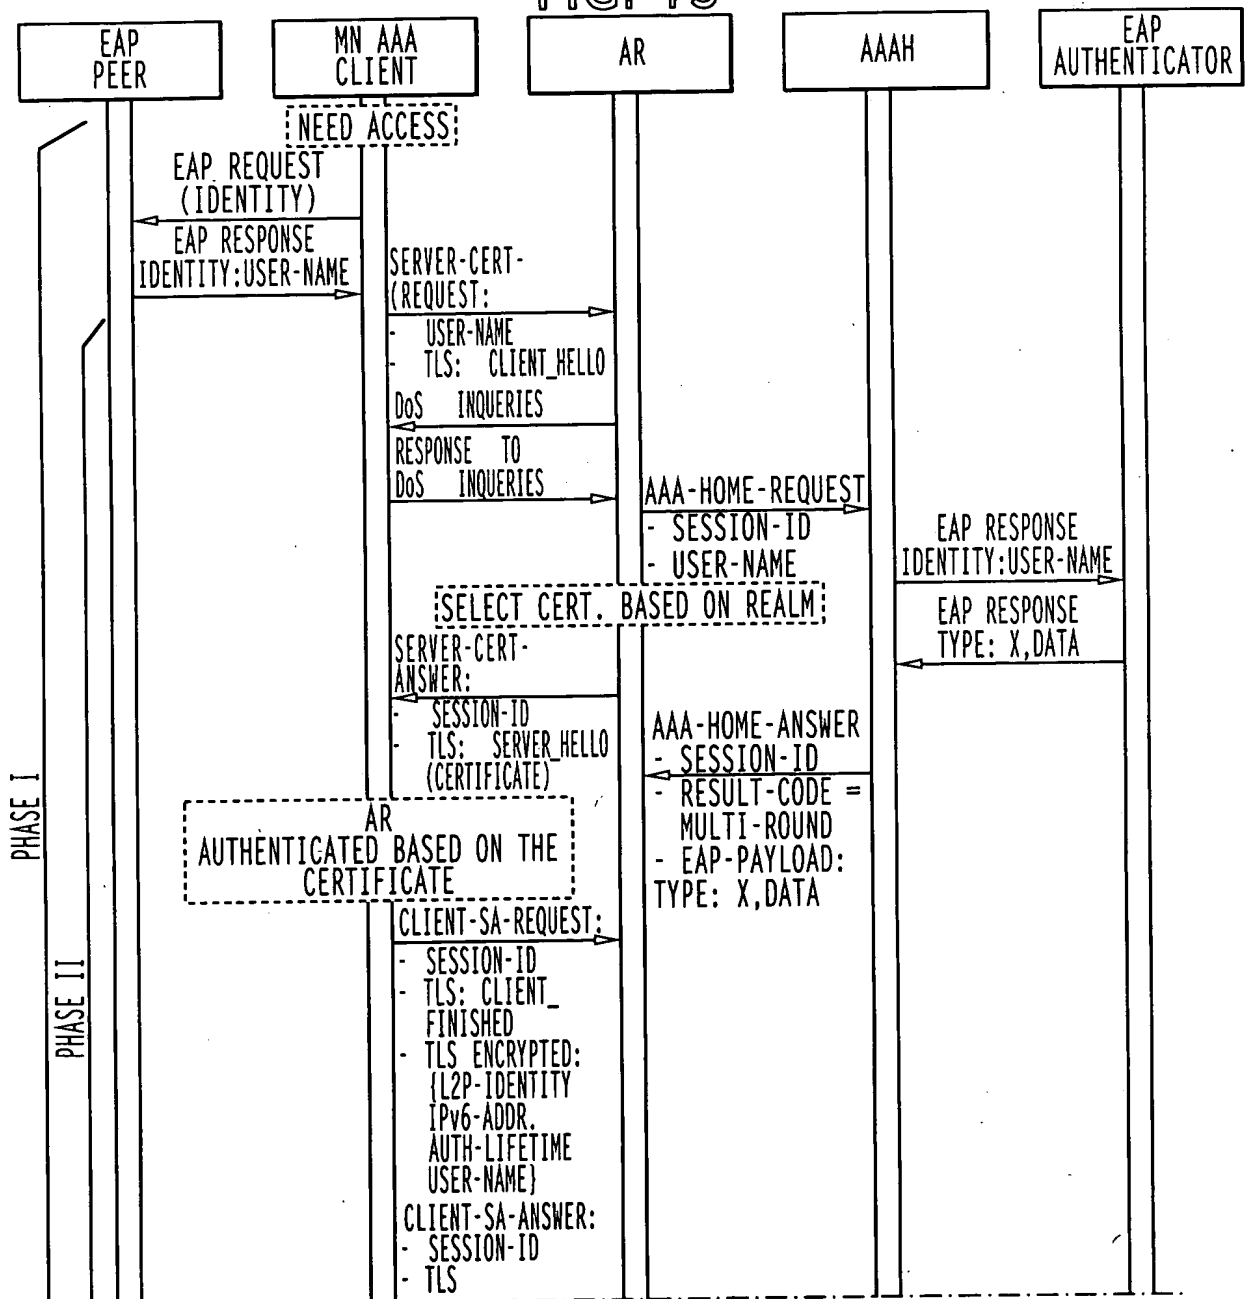 EAP
PEER
MN AAA
CLIENT
AR
AAAH
EAP
AUTHENTICATOR
NEED ACCESS
EAP REQUEST
(IDENTITY)
EAP RESPONSE
IDENTITY:USER-NAME
SERVER-CERT-
(REQUEST:
- USER-NAME
- TLS: CLIENT_HELLO
DoS INQUERIES
RESPONSE TO
DoS INQUERIES
AAA-HOME-REQUEST
- SESSION-ID
- USER-NAME
EAP RESPONSE
IDENTITY:USER-NAME
SELECT CERT. BASED ON REALM
EAP RESPONSE
TYPE: X,DATA
SERVER-CERT-
ANSWER:
- SESSION-ID
- TLS: SERVER_HELLO
(CERTIFICATE)
AAA-HOME-ANSWER
- SESSION-ID
- RESULT-CODE =
MULTI-ROUND
- EAP-PAYLOAD:
TYPE: X,DATA
AR
AUTHENTICATED BASED ON THE
CERTIFICATE
PHASE I
CLIENT-SA-REQUEST:
- SESSION-ID
- TLS: CLIENT_
FINISHED
- TLS ENCRYPTED:
{L2P-IDENTITY
IPv6-ADDR.
AUTH-LIFETIME
USER-NAME}
PHASE II
CLIENT-SA-ANSWER:
- SESSION-ID
- TLS